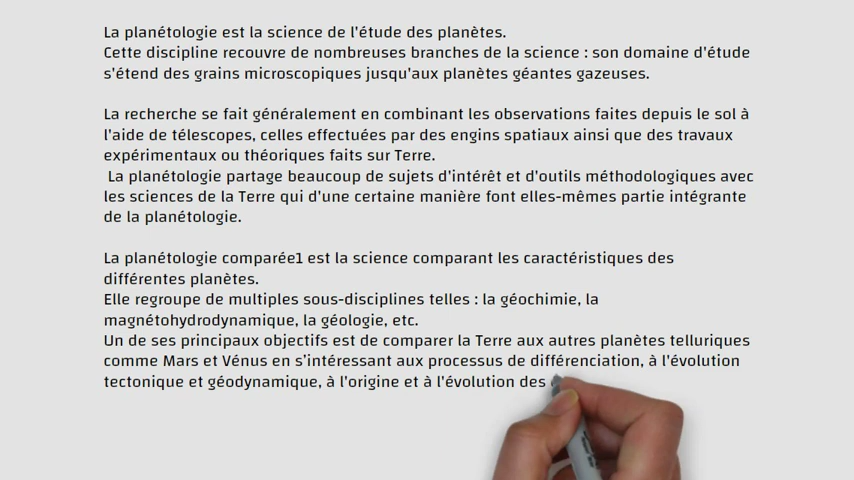 La planétologie est la science de l'étude des planètes.
Cette discipline recouvre de nombreuses branches de la science : son domaine d'étude
s'étend des grains microscopiques jusqu'aux planètes géantes gazeuses.
La recherche se fait généralement en combinant les observations faites depuis le sol à
l'aide de télescopes, celles effectuées par des engins spatiaux ainsi que des travaux
expérimentaux ou théoriques faits sur Terre.
La planétologie partage beaucoup de sujets d'intérêt et d'outils méthodologiques avec
les sciences de la Terre qui d'une certaine manière font elles-mêmes partie intégrante
de la planétologie.
La planétologie comparée1 est la science comparant les caractéristiques des
différentes planètes.
Elle regroupe de multiples sous-disciplines telles : la géochimie, la
magnétohydrodynamique, la géologie, etc.
Un de ses principaux objectifs est de comparer la Terre aux autres planètes telluriques
comme Mars et Vénus en s’intéressant aux processus de différenciation, à l'évolution
tectonique et géodynamique, à l'origine et à l'évolution des